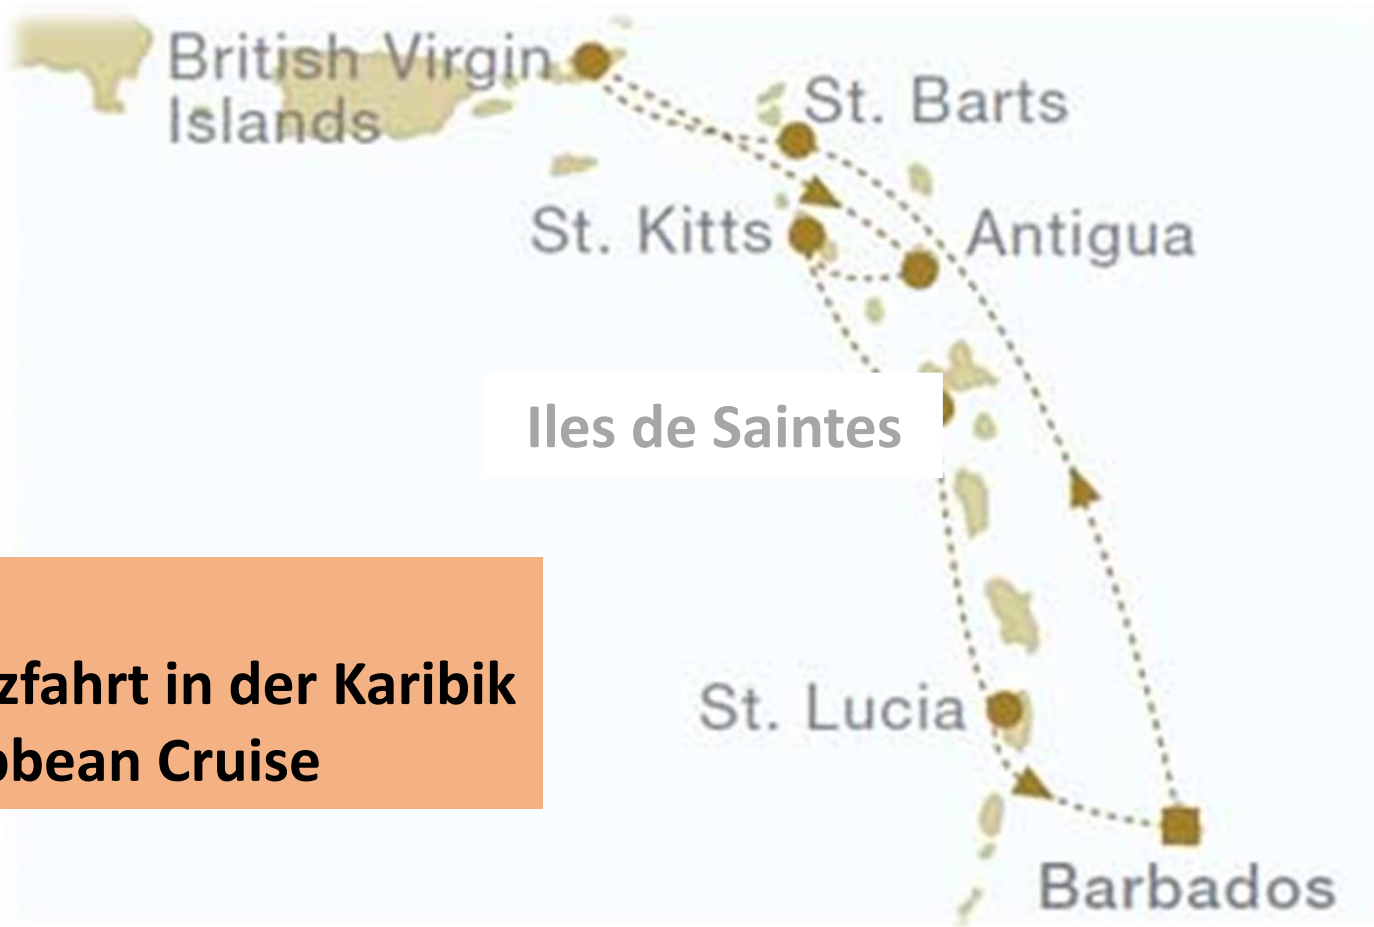 British Virgin
Islands
St. Barts
St. Kitts
Antigua
Iles de Saintes
zfahrt in der Karibik
bbean Cruise
St. Lucia
Barbados